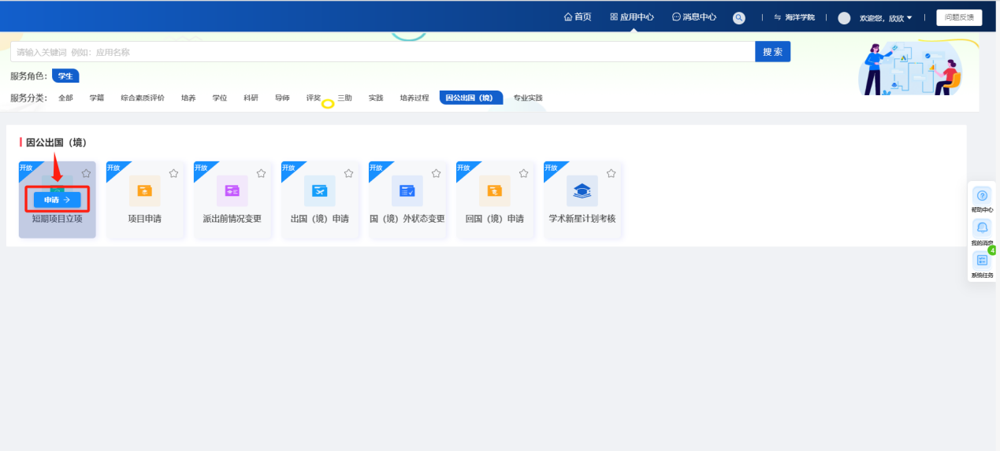 首页 应用中心 消息中心 海洋学院 欢迎您，欣欣 问题反馈
请输入关键词 例如：应用名称 搜索
服务角色： 学生
服务分类： 全部 学籍 综合素质评价 培养 学位 科研 导师 评奖 三助 实践 培养过程 因公出国（境） 专业实践
因公出国（境）
开放 开放 开放 开放 开放 开放 开放
申请 →
短期项目立项 项目申请 派出前情况变更 出国（境）申请 国（境）外状态变更 回国（境）申请 学术新星计划考核
帮助中心
我的消息
4
系统任务